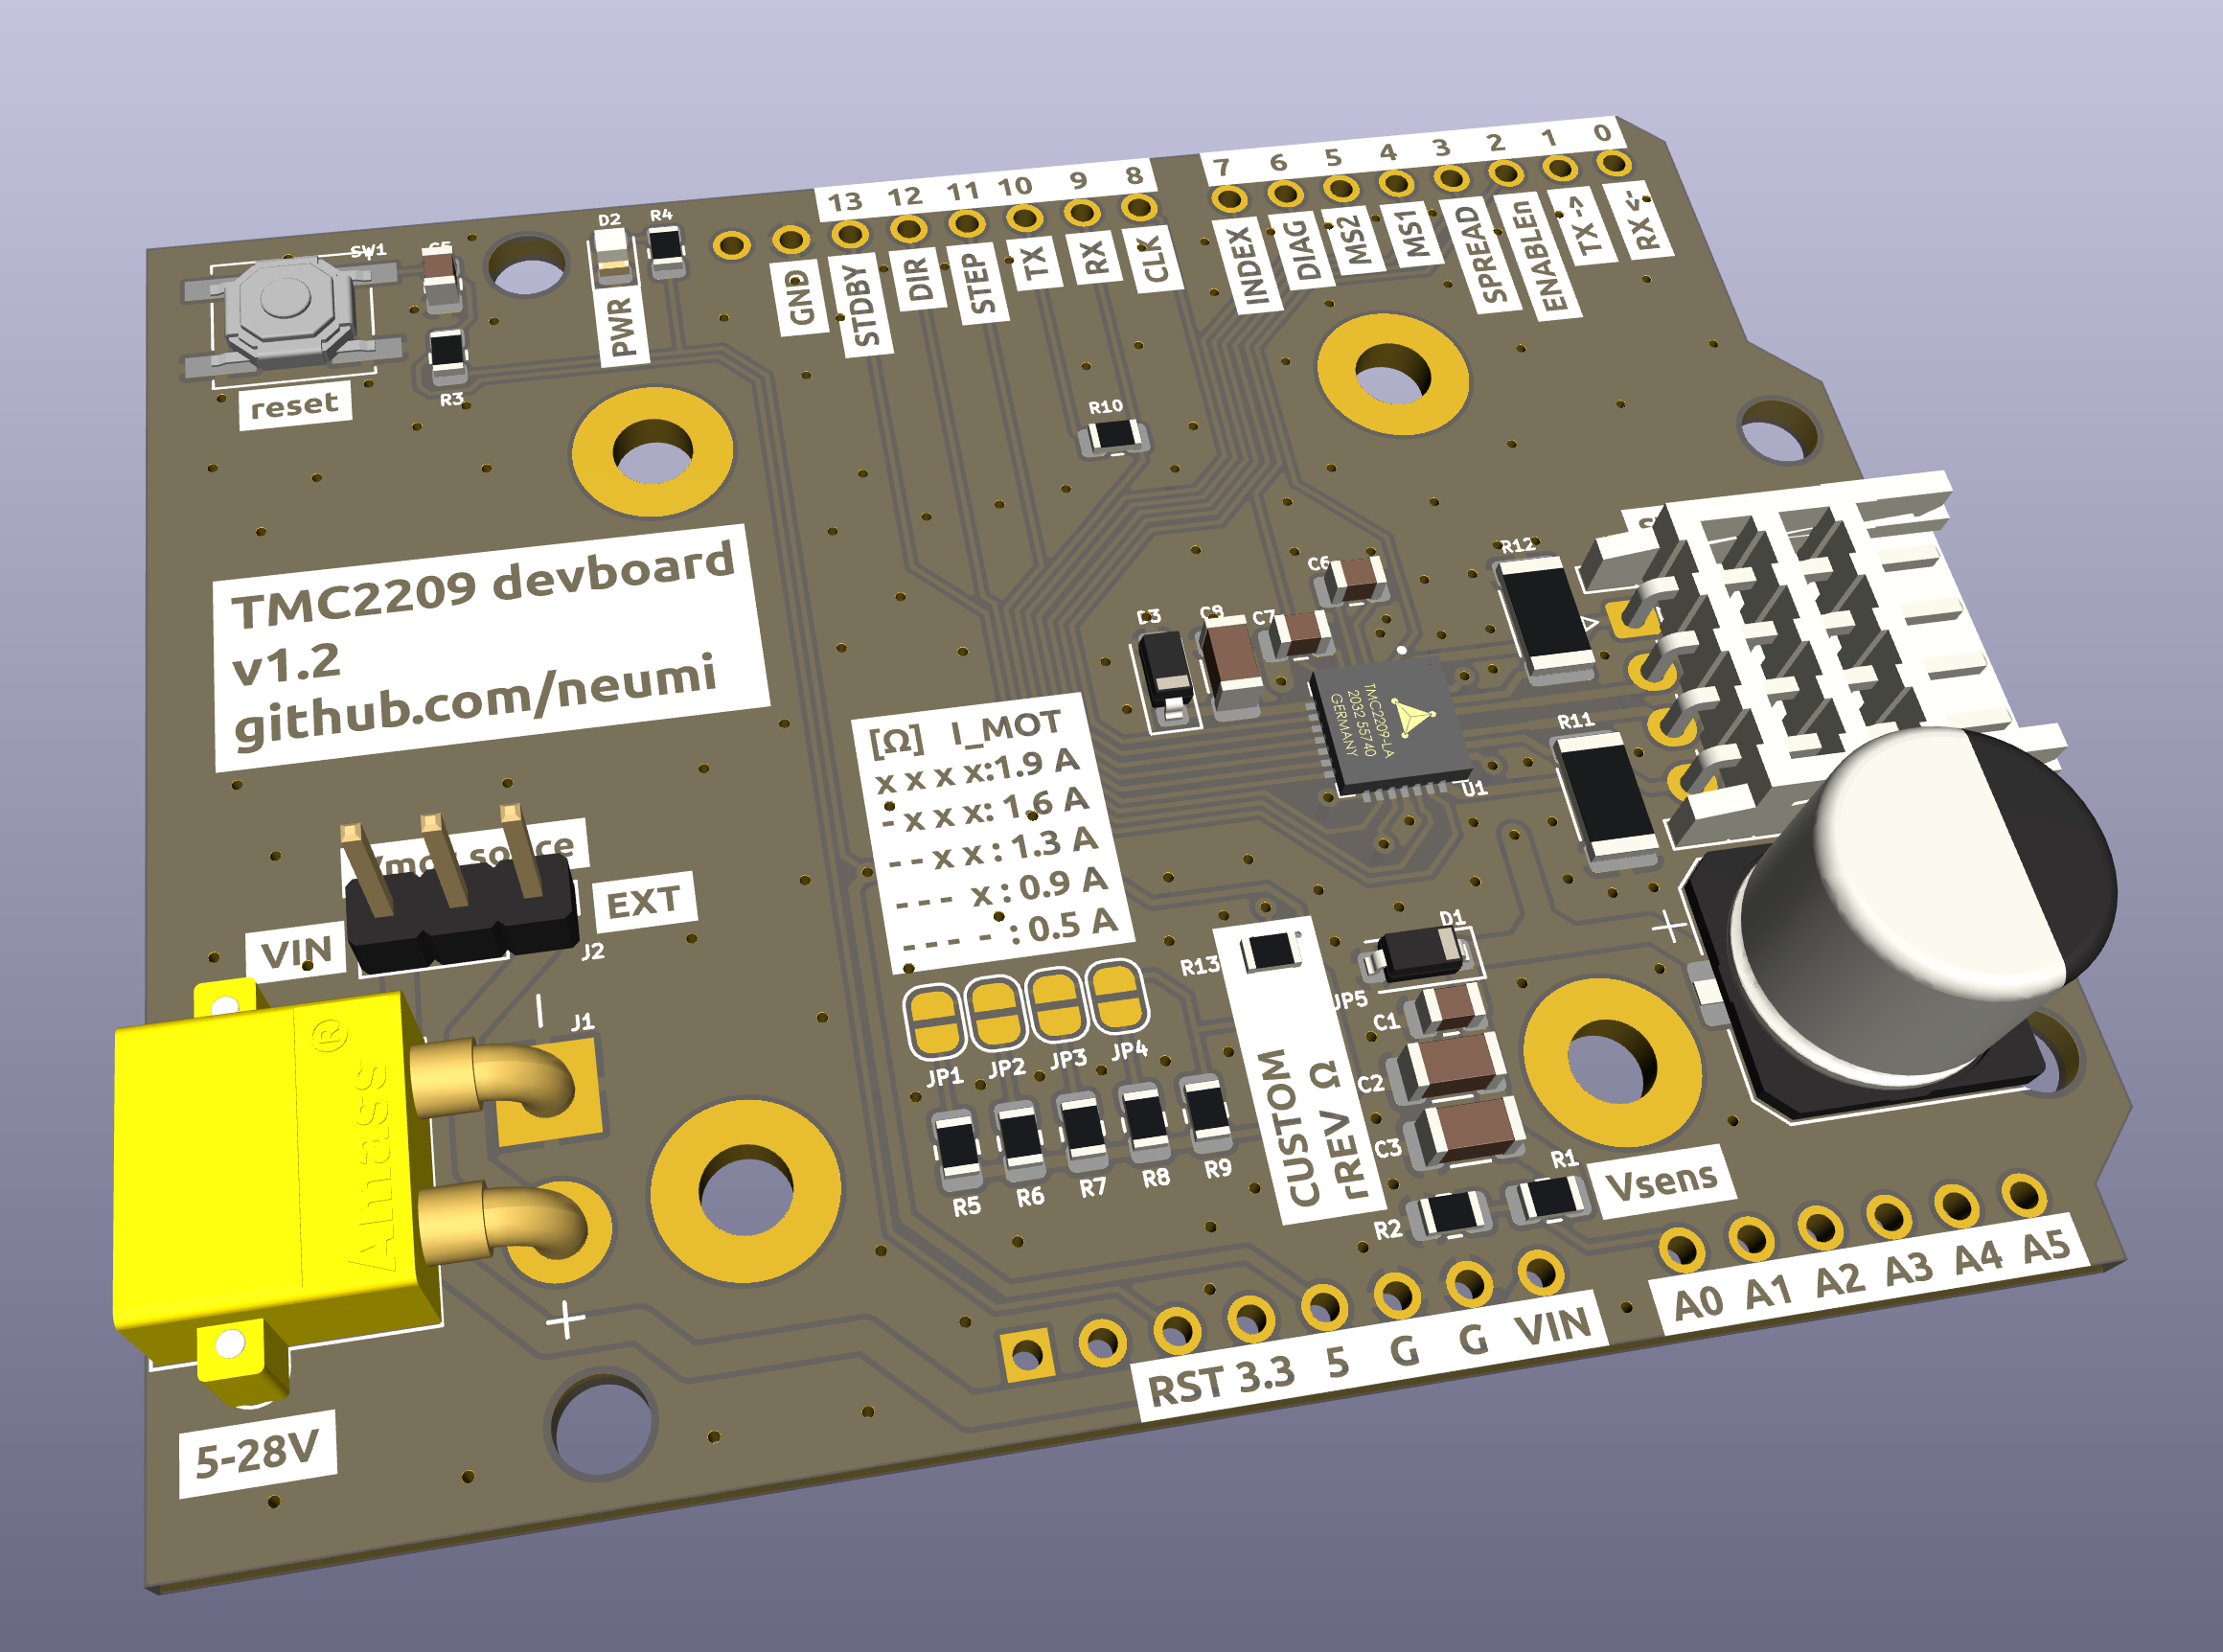 7 6 5 4 3 2 1 0
13 12 11 10 9 8
D2 R4
SW1
GND STDBY DIR STEP TX RX CLK
INDEX DIAG MS2 MS1 SPREAD ENABLEn TX-> RX <-
PWR
reset
R3
R10
TMC2209 devboard
v1.2
github.com/neumi
C6
R12
C7
TMC2209-LA
2032 55740
GERMANY
U1
R11
[Ω] I_MOT
x x x x:1.9 A
- x x x: 1.6 A
- - x x : 1.3 A
- - - x : 0.9 A
- - - - : 0.5 A
EXT
VIN
J2
J1
Amass ®
–
+
5-28V
JP1 JP2 JP3 JP4
R5 R6 R7 R8 R9
R13
CUSTOM
rREV Ω
D1
JP5
C1
C2
C3
R2
R1
Vsens
+
RST 3.3 5 G G VIN
A0 A1 A2 A3 A4 A5